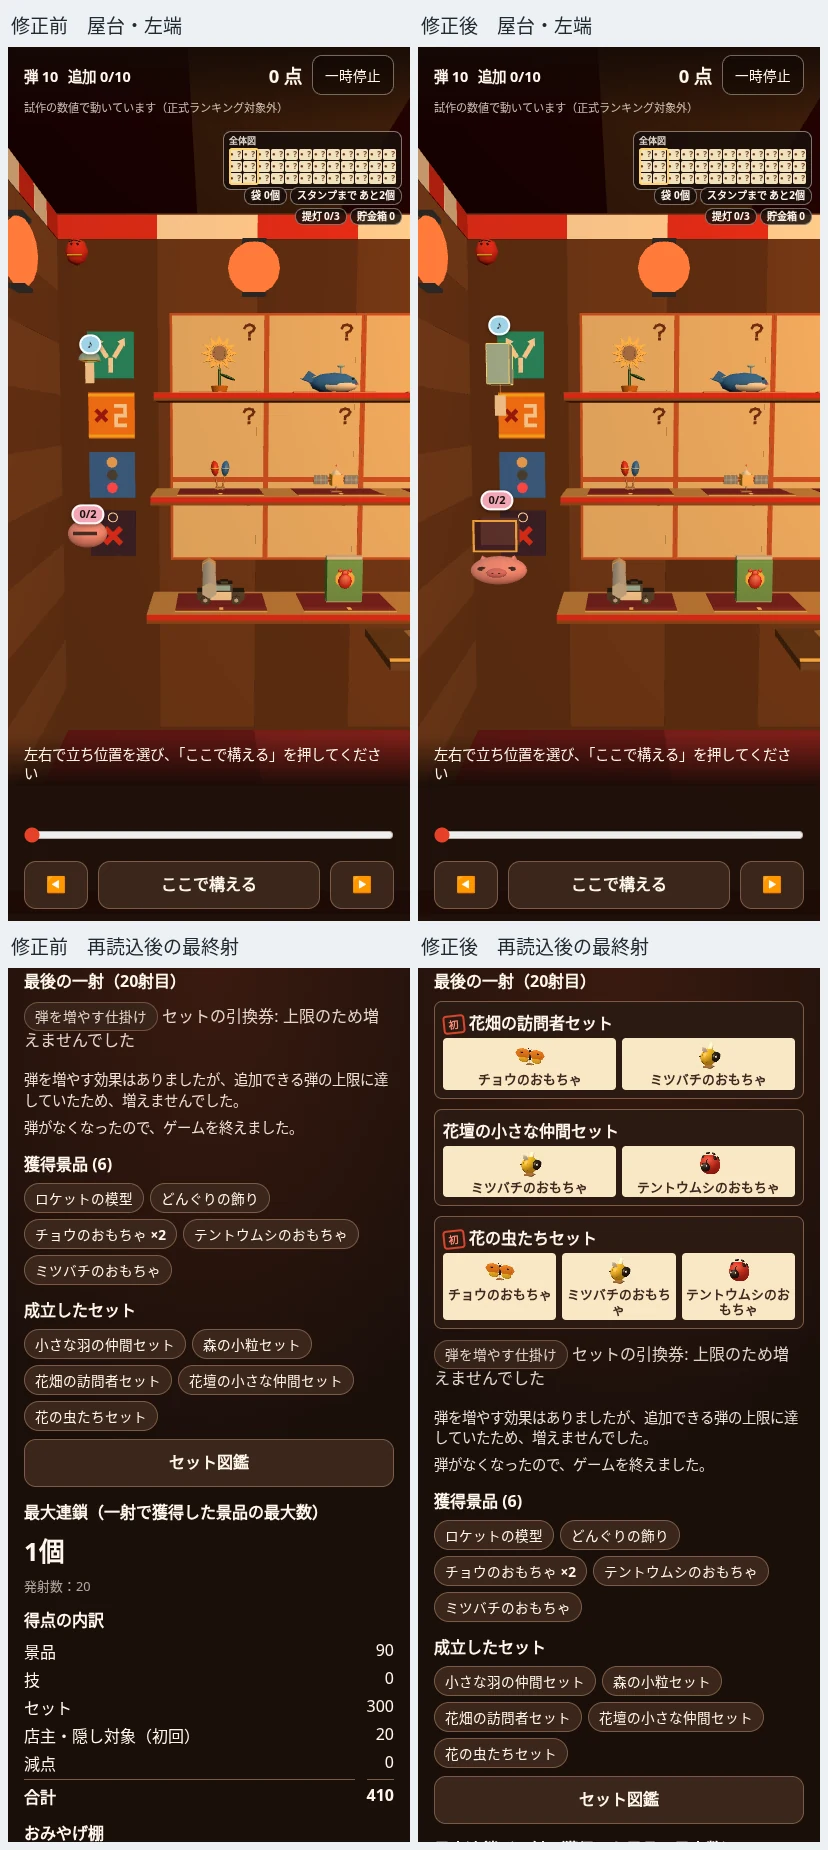 修正前　屋台・左端
弾 10 追加 0/10
0 点
一時停止
試作の数値で動いています（正式ランキング対象外）
全体図
袋 0個
スタンプまで あと2個
提灯 0/3
貯金箱 0
♪
?
?
×2
?
?
0/2
×
左右で立ち位置を選び、「ここで構える」を押してくださ
い
ここで構える
修正後　屋台・左端
弾 10 追加 0/10
0 点
一時停止
試作の数値で動いています（正式ランキング対象外）
全体図
袋 0個
スタンプまで あと2個
提灯 0/3
貯金箱 0
♪
?
?
×2
?
?
0/2
×
左右で立ち位置を選び、「ここで構える」を押してくださ
い
ここで構える
修正前　再読込後の最終射
最後の一射（20射目）
弾を増やす仕掛け セットの引換券: 上限のため増
えませんでした
弾を増やす効果はありましたが、追加できる弾の上限に達
していたため、増えませんでした。
弾がなくなったので、ゲームを終えました。
獲得景品 (6)
ロケットの模型
どんぐりの飾り
チョウのおもちゃ ×2
テントウムシのおもちゃ
ミツバチのおもちゃ
成立したセット
小さな羽の仲間セット
森の小粒セット
花畑の訪問者セット
花壇の小さな仲間セット
花の虫たちセット
セット図鑑
最大連鎖（一射で獲得した景品の最大数）
1個
発射数：20
得点の内訳
景品 90
技 0
セット 300
店主・隠し対象（初回） 20
減点 0
合計 410
おみやげ棚
修正後　再読込後の最終射
最後の一射（20射目）
初 花畑の訪問者セット
チョウのおもちゃ
ミツバチのおもちゃ
花壇の小さな仲間セット
ミツバチのおもちゃ
テントウムシのおもちゃ
初 花の虫たちセット
チョウのおもちゃ
ミツバチのおもち
ゃ
テントウムシのお
もちゃ
弾を増やす仕掛け セットの引換券: 上限のため増
えませんでした
弾を増やす効果はありましたが、追加できる弾の上限に達
していたため、増えませんでした。
弾がなくなったので、ゲームを終えました。
獲得景品 (6)
ロケットの模型
どんぐりの飾り
チョウのおもちゃ ×2
テントウムシのおもちゃ
ミツバチのおもちゃ
成立したセット
小さな羽の仲間セット
森の小粒セット
花畑の訪問者セット
花壇の小さな仲間セット
花の虫たちセット
セット図鑑